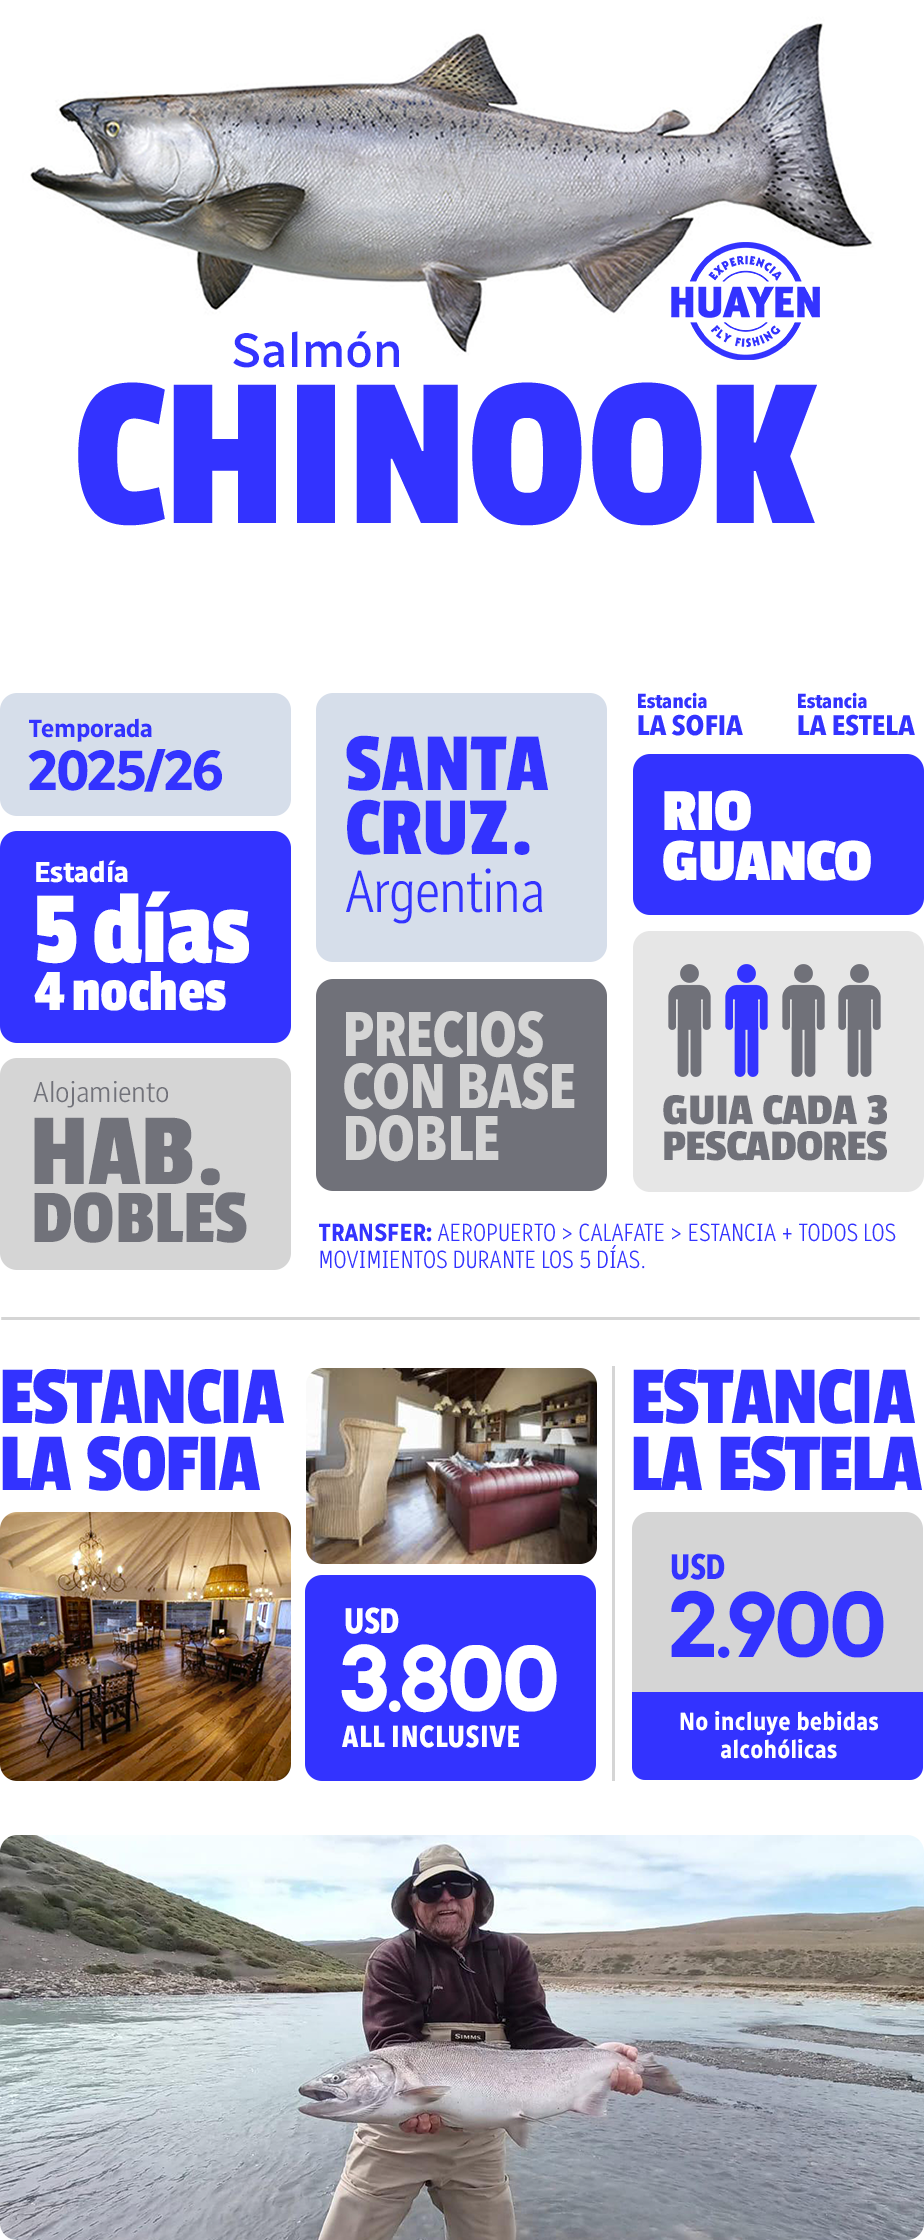 EXPERIENCIA
HUAYEN
FLY FISHING
Salmón
CHINOOK
Temporada
2025/26
Estadía
5 días
4 noches
Alojamiento
HAB.
DOBLES
SANTA
CRUZ.
Argentina
PRECIOS
CON BASE
DOBLE
Estancia
LA SOFIA
Estancia
LA ESTELA
RIO
GUANCO
GUIA CADA 3
PESCADORES
TRANSFER: AEROPUERTO > CALAFATE > ESTANCIA + TODOS LOS
MOVIMIENTOS DURANTE LOS 5 DÍAS.
ESTANCIA
LA SOFIA
USD
3.800
ALL INCLUSIVE
ESTANCIA
LA ESTELA
USD
2.900
No incluye bebidas
alcohólicas
SIMMS